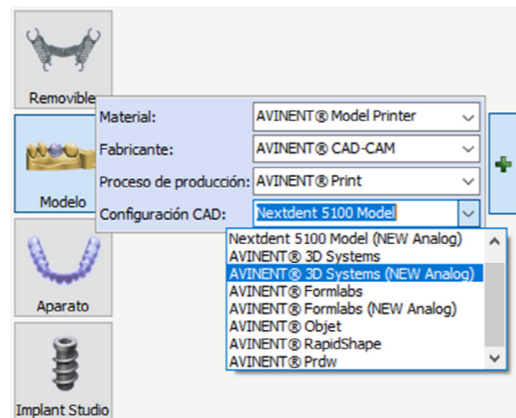 Removible
Material: AVINENT® Model Printer
Fabricante: AVINENT® CAD-CAM
Proceso de producción: AVINENT® Print
Modelo
Configuración CAD: Nextdent 5100 Model
Nextdent 5100 Model (NEW Analog)
AVINENT® 3D Systems
AVINENT® 3D Systems (NEW Analog)
AVINENT® Formlabs
AVINENT® Formlabs (NEW Analog)
AVINENT® Objet
AVINENT® RapidShape
AVINENT® Prdw
Aparato
Implant Studio